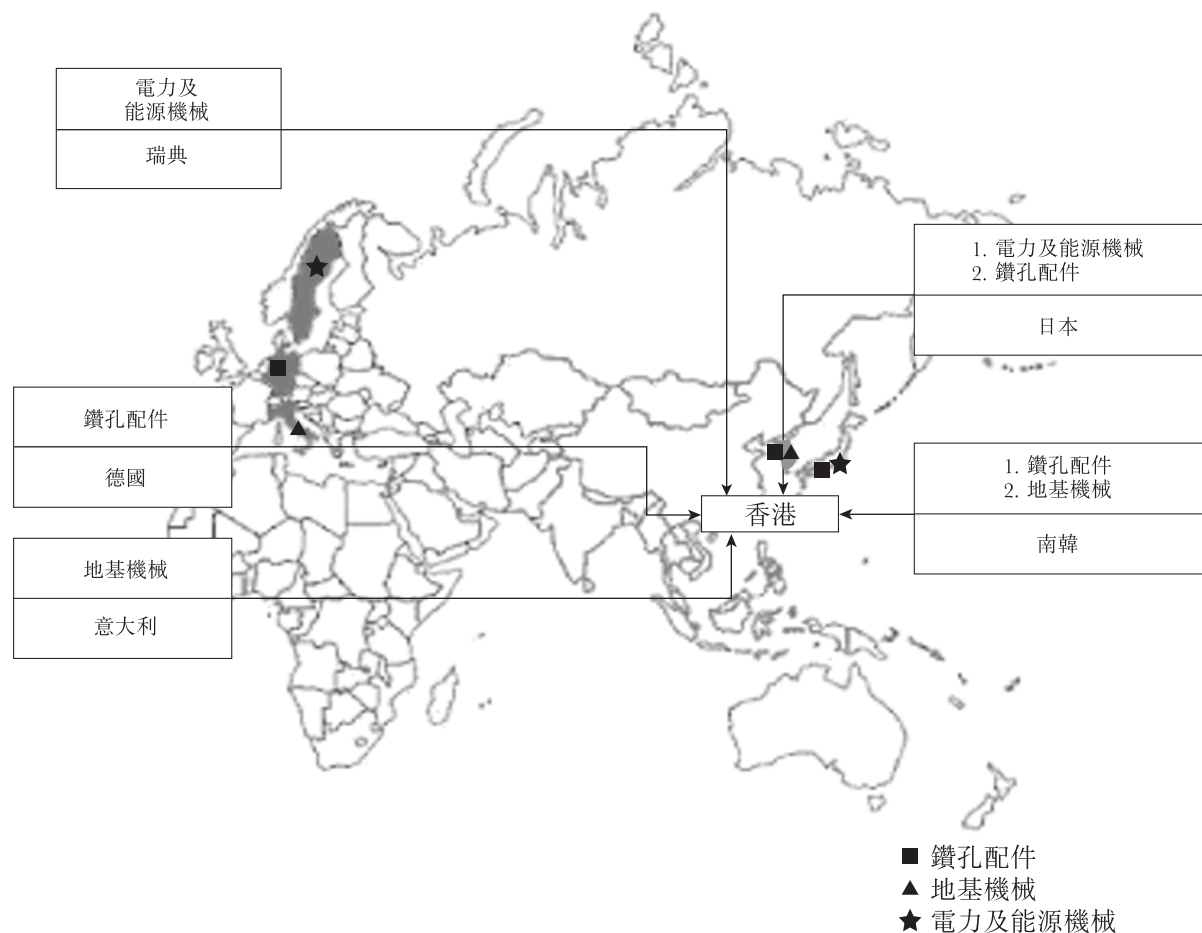 電力及
能源機械
瑞典
1. 電力及能源機械
2. 鑽孔配件
日本
鑽孔配件
德國
1. 鑽孔配件
2. 地基機械
南韓
香港
地基機械
意大利
鑽孔配件
地基機械
電力及能源機械